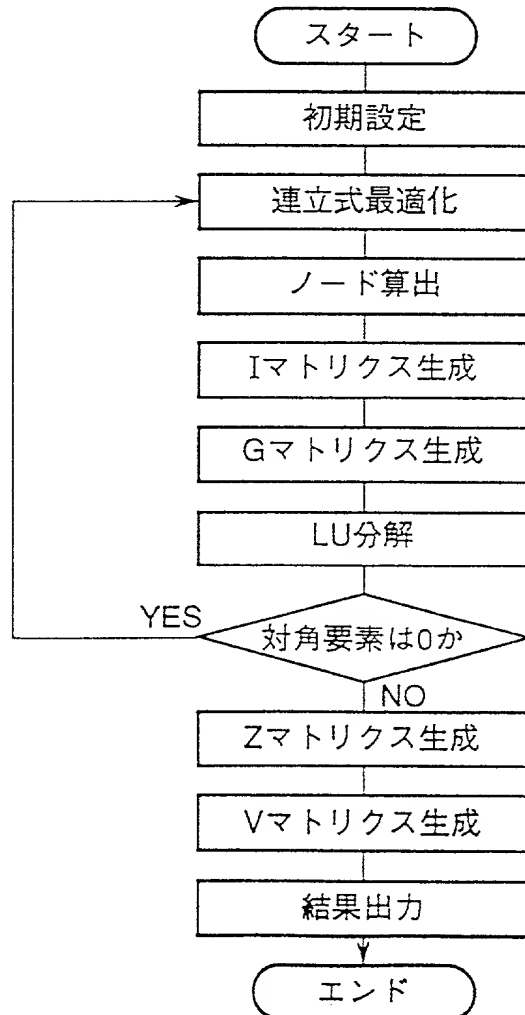 スタート
初期設定
連立式最適化
ノード算出
Iマトリクス生成
Gマトリクス生成
LU分解
YES
対角要素は0か
NO
Zマトリクス生成
Vマトリクス生成
結果出力
エンド